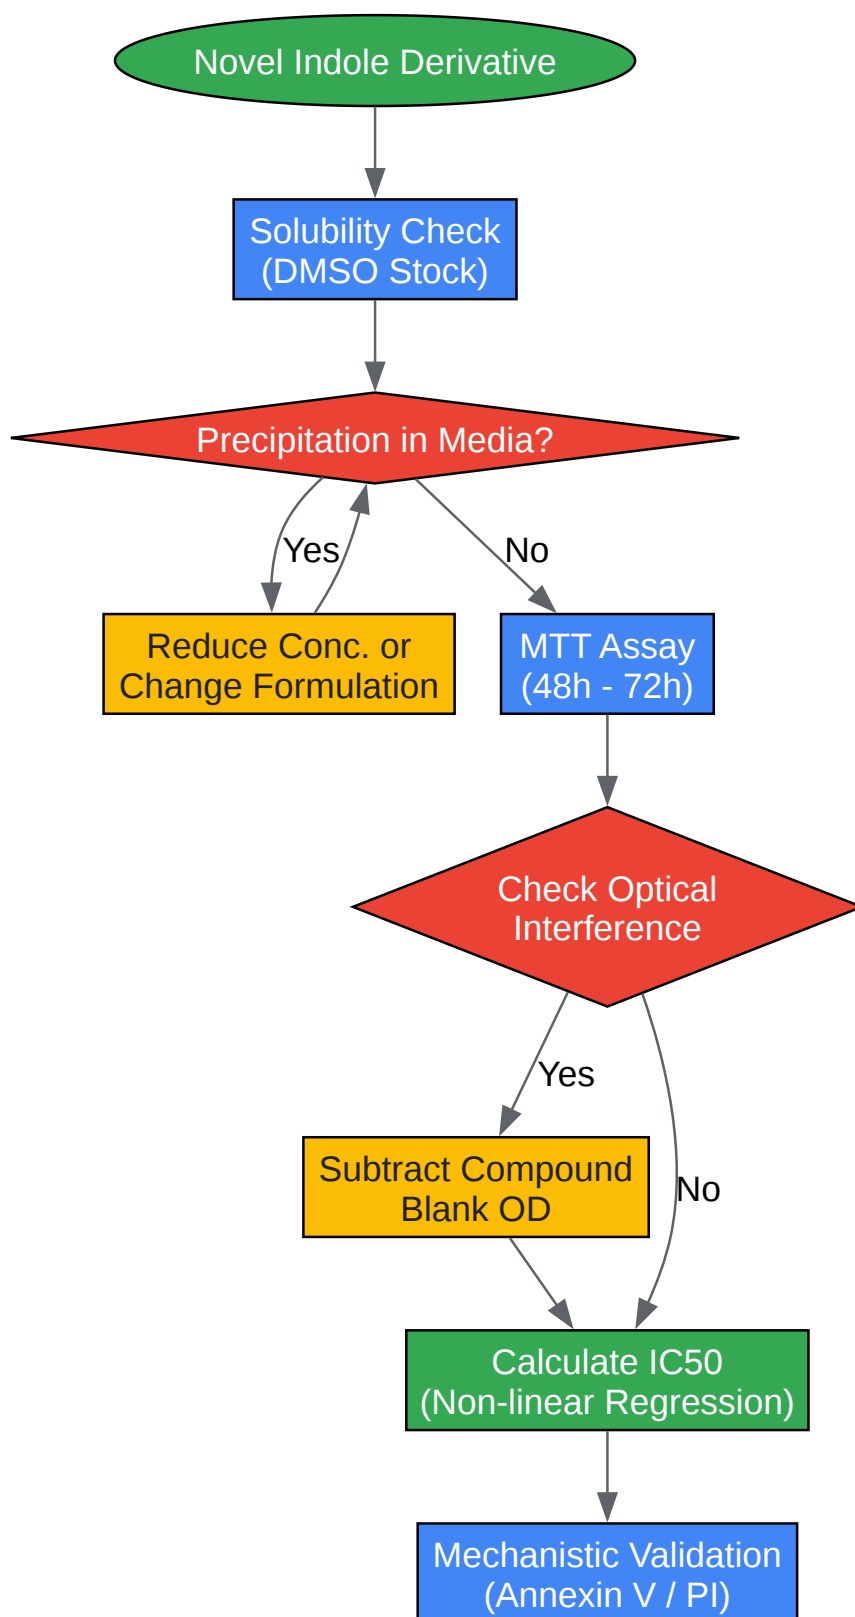 Novel Indole Derivative
Solubility Check
(DMSO Stock)
Precipitation in Media?
Yes
No
Reduce Conc. or
Change Formulation
MTT Assay
(48h - 72h)
Check Optical
Interference
Yes
Subtract Compound
Blank OD
No
Calculate IC50
(Non-linear Regression)
Mechanistic Validation
(Annexin V / PI)